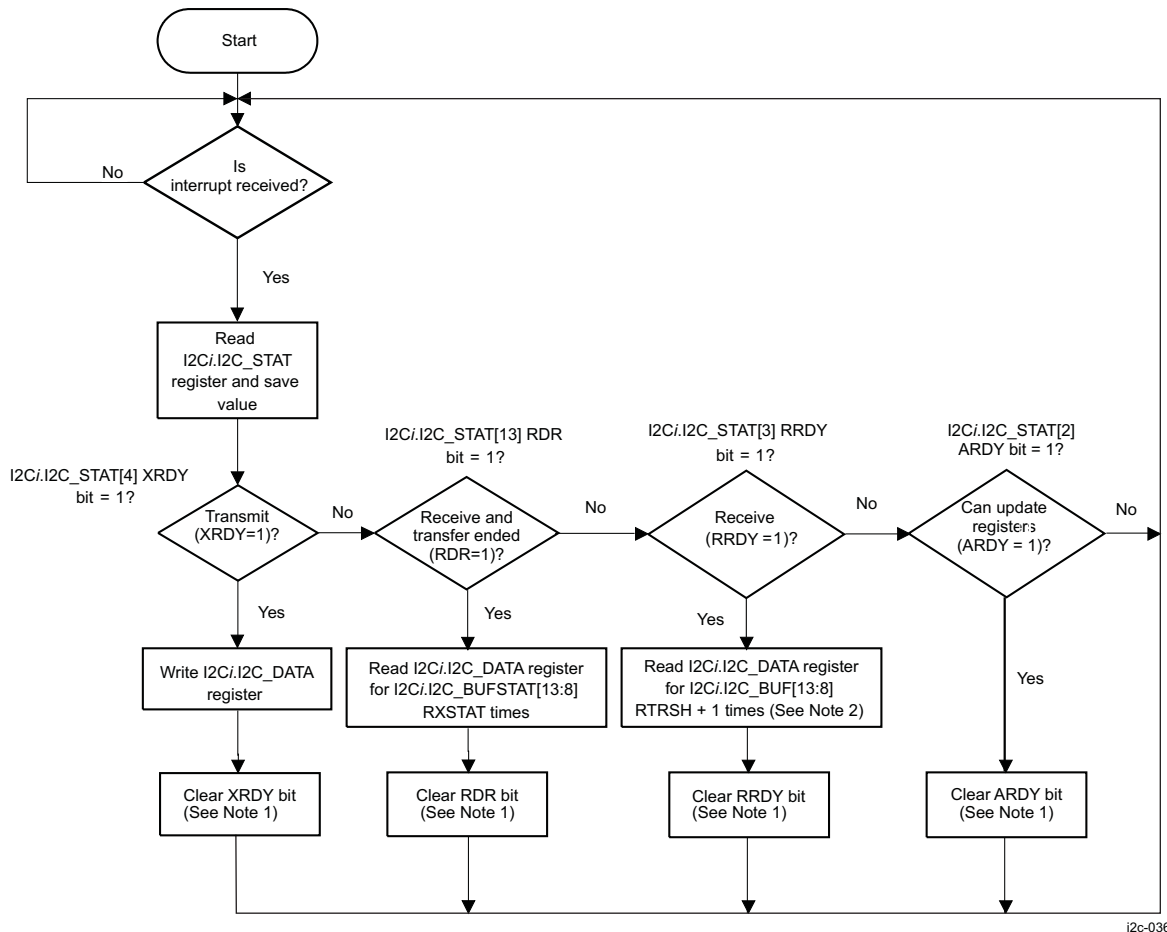 Start
No
Is
interrupt received?
Yes
Read
I2Ci.I2C_STAT
register and save
value
I2Ci.I2C_STAT[4] XRDY
bit = 1?
I2Ci.I2C_STAT[13] RDR
bit = 1?
I2Ci.I2C_STAT[3] RRDY
bit = 1?
I2Ci.I2C_STAT[2]
ARDY bit = 1?
Transmit
(XRDY=1)?
No
Receive and
transfer ended
(RDR=1)?
No
Receive
(RRDY =1)?
No
Can update
registers
(ARDY = 1)?
No
Yes
Yes
Yes
Yes
Write I2Ci.I2C_DATA
register
Read I2Ci.I2C_DATA register
for I2Ci.I2C_BUFSTAT[13:8]
RXSTAT times
Read I2Ci.I2C_DATA register
for I2Ci.I2C_BUF[13:8]
RTRSH + 1 times (See Note 2)
Clear XRDY bit
(See Note 1)
Clear RDR bit
(See Note 1)
Clear RRDY bit
(See Note 1)
Clear ARDY bit
(See Note 1)
i2c-036